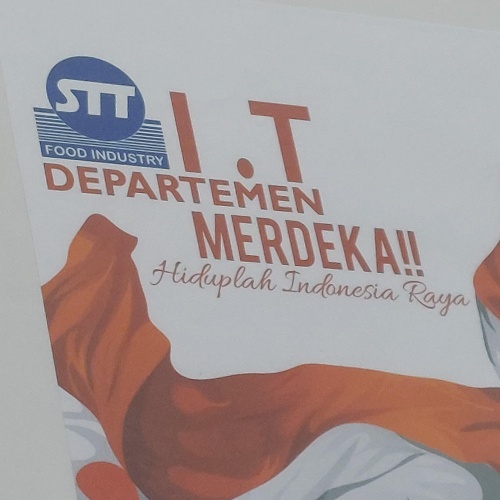 STT
FOOD INDUSTRY
I.T
DEPARTEMEN
MERDEKA!!
Hiduplah Indonesia Raya